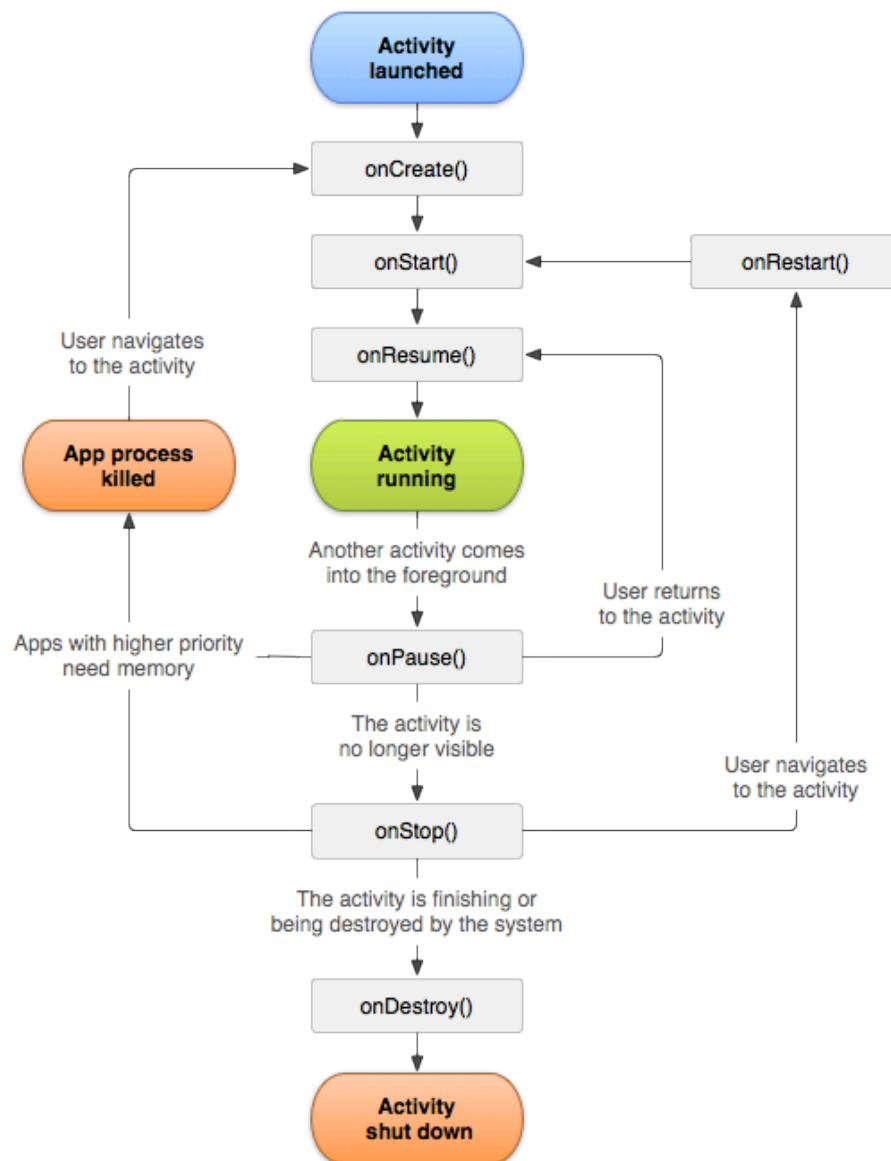 Activity
launched
onCreate()
onStart()
onRestart()
User navigates
to the activity
onResume()
App process
killed
Activity
running
Another activity comes
into the foreground
User returns
to the activity
Apps with higher priority
need memory
onPause()
The activity is
no longer visible
User navigates
to the activity
onStop()
The activity is finishing or
being destroyed by the system
onDestroy()
Activity
shut down